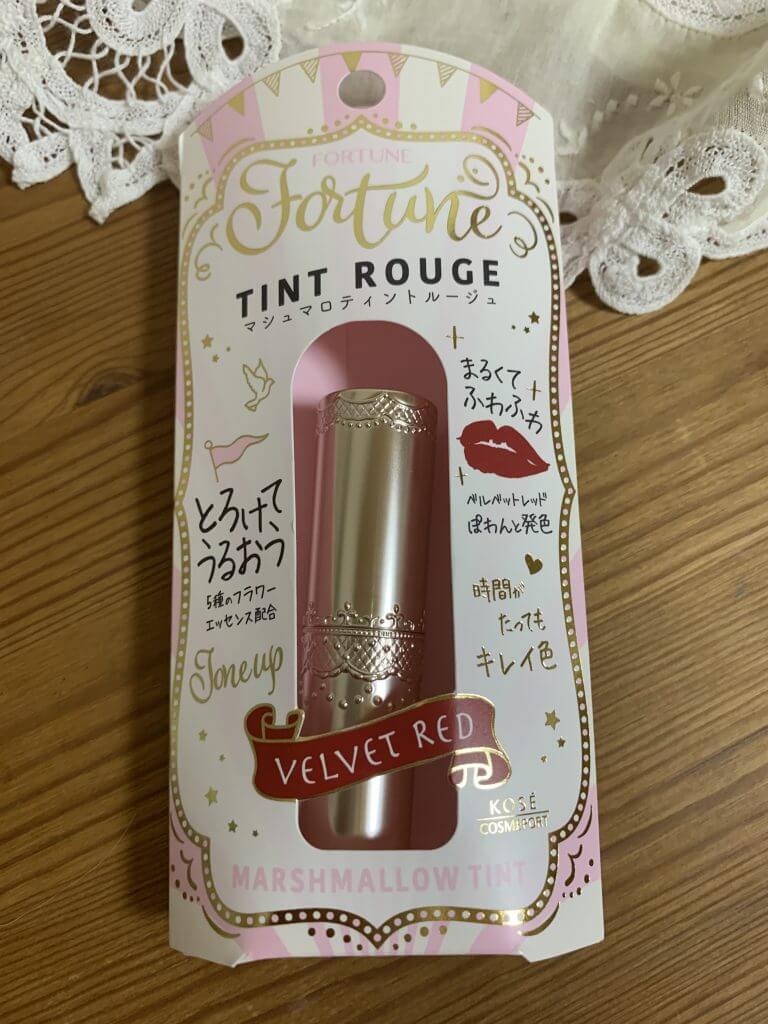 FORTUNE
Fortune
TINT ROUGE
マシュマロティントルージュ
まるくて
ふわふわ
ベルベットレッド
ぽわんと発色
とろけて、
うるおう
5種のフラワー
エッセンス配合
Tone up
時間が
たっても
キレイ色
VELVET RED
KOSÉ
COSMEPORT
MARSHMALLOW TINT